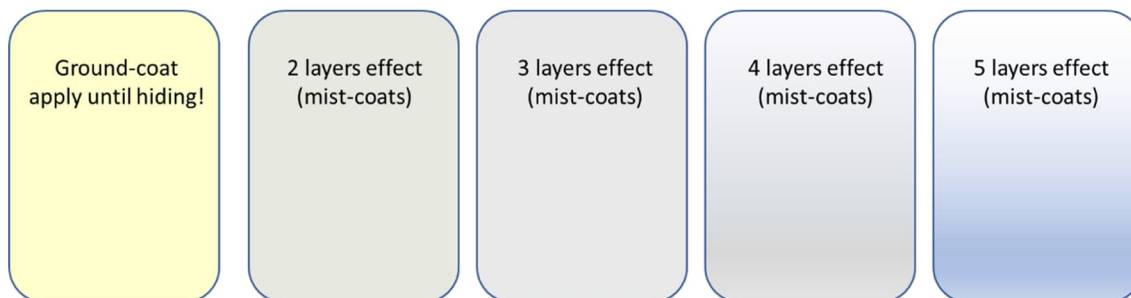 Ground-coat
apply until hiding!
2 layers effect
(mist-coats)
3 layers effect
(mist-coats)
4 layers effect
(mist-coats)
5 layers effect
(mist-coats)